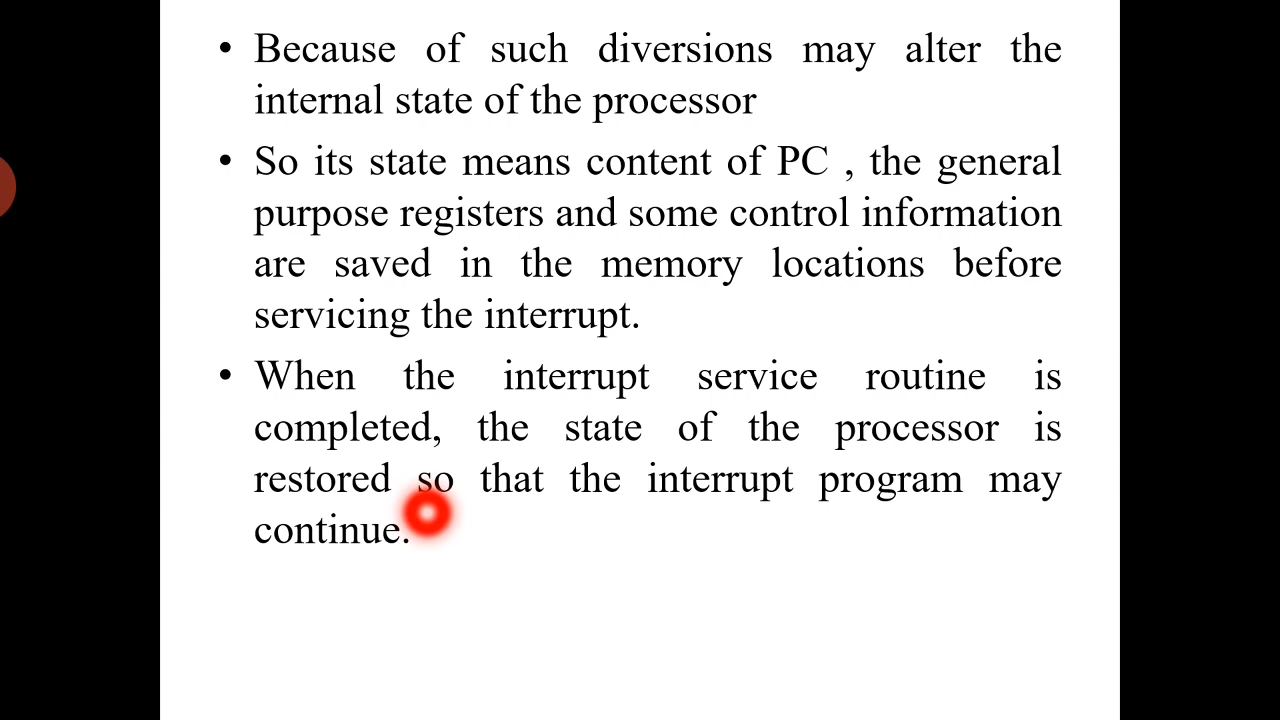 • Because of such diversions may alter the
internal state of the processor
• So its state means content of PC , the general
purpose registers and some control information
are saved in the memory locations before
servicing the interrupt.
• When the interrupt service routine is
completed, the state of the processor is
restored so that the interrupt program may
continue.